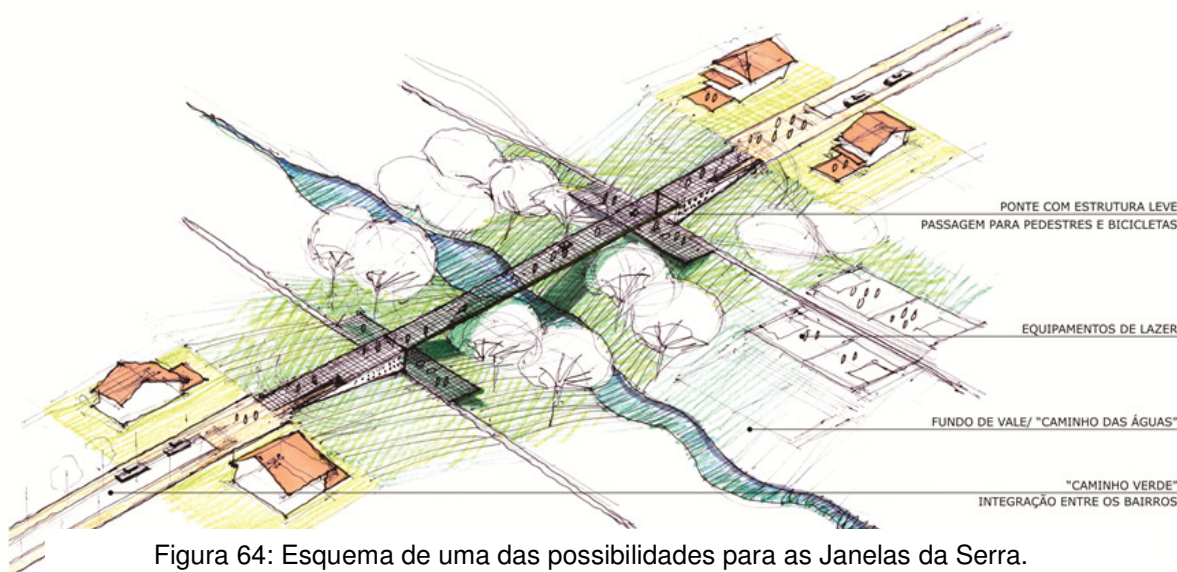 PONTE COM ESTRUTURA LEVE
PASSAGEM PARA PEDESTRES E BICICLETAS
EQUIPAMENTOS DE LAZER
FUNDO DE VALE/ "CAMINHO DAS ÁGUAS"
"CAMINHO VERDE"
INTEGRAÇÃO ENTRE OS BAIRROS
Figura 64: Esquema de uma das possibilidades para as Janelas da Serra.